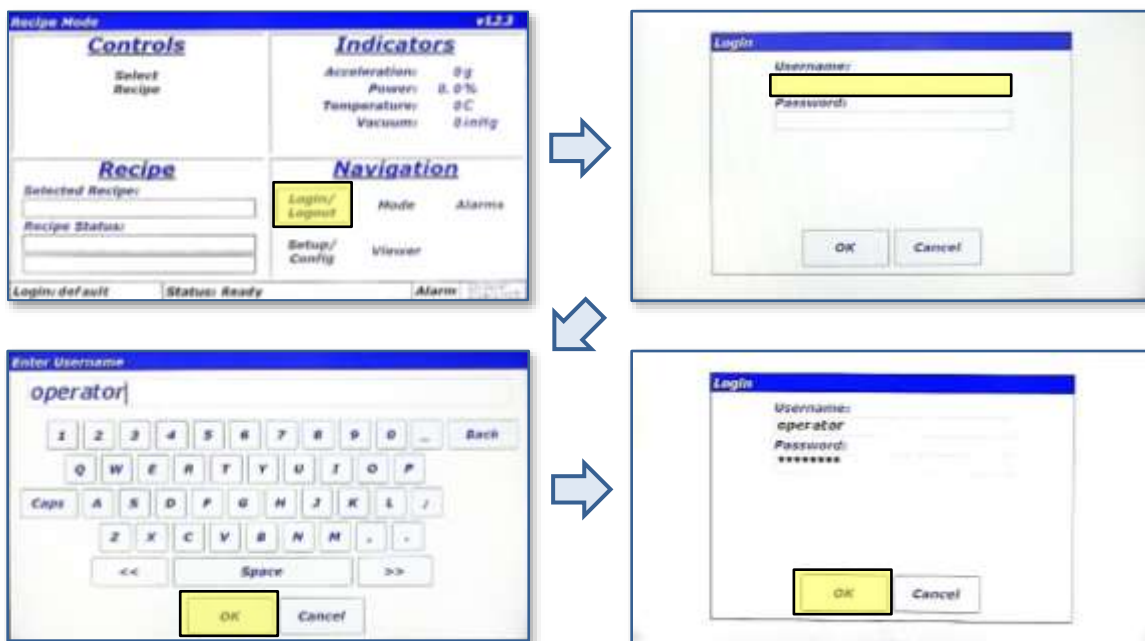 Recipe Mode v1.2.3
Controls
Select
Recipe
Indicators
Acceleration: 0g
Power: 0.0%
Temperature: 0C
Vacuum: 0inHg
Recipe
Selected Recipe:
Recipe Status:
Navigation
Login/
Logout
Mode
Alarms
Setup/
Config
Viewer
Login: default Status: Ready Alarm
Login
Username:
Password:
OK Cancel
Enter Username
operator
1 2 3 4 5 6 7 8 9 0 _ Back
Q W E R T Y U I O P
Caps A S D F G H J K L /
Z X C V B N M , .
<< Space >>
OK Cancel
Login
Username:
operator
Password:
********
OK Cancel